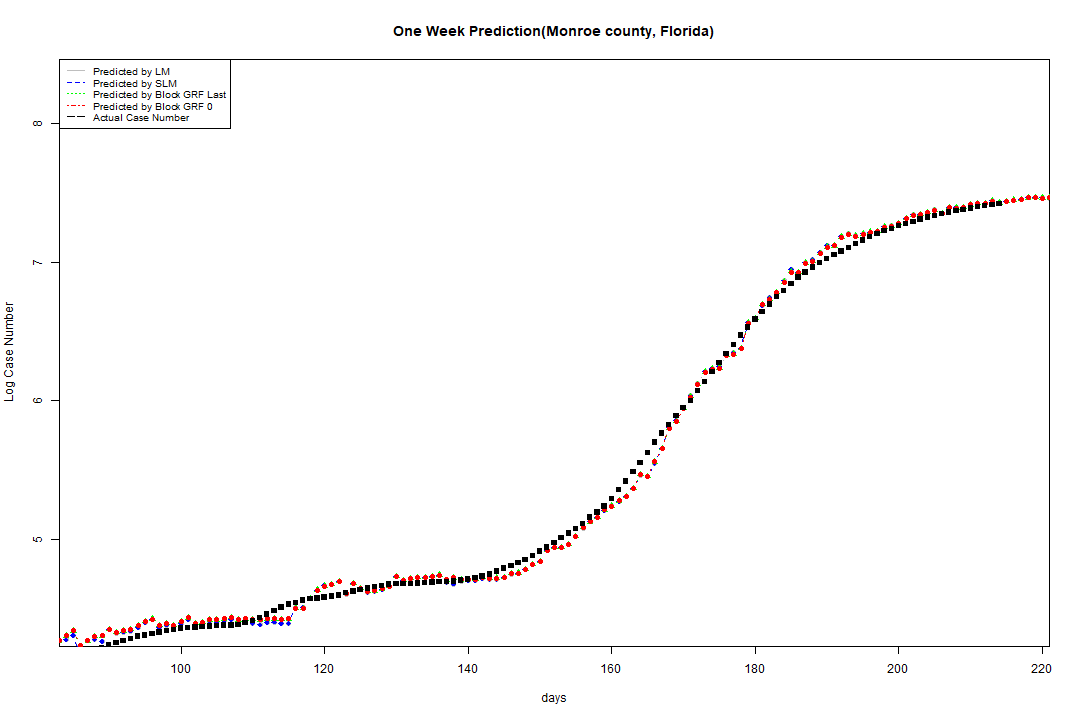 One Week Prediction(Monroe county, Florida)
Predicted by LM
Predicted by SLM
Predicted by Block GRF Last
Predicted by Block GRF 0
Actual Case Number
8
7
6
5
Log Case Number
100 120 140 160 180 200 220
days